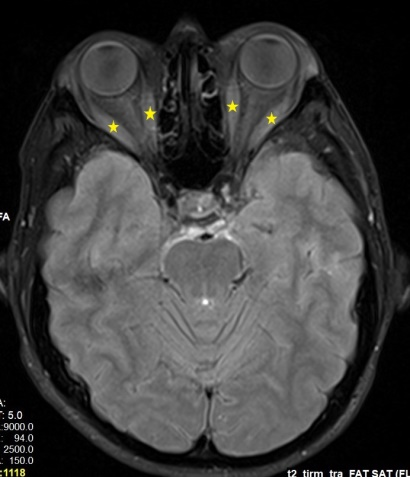 FA
A:
T: 5.0
:9000.0
: 94.0
2500.0
: 150.0
:1118
t2_tirm_tra_FAT SAT (FL